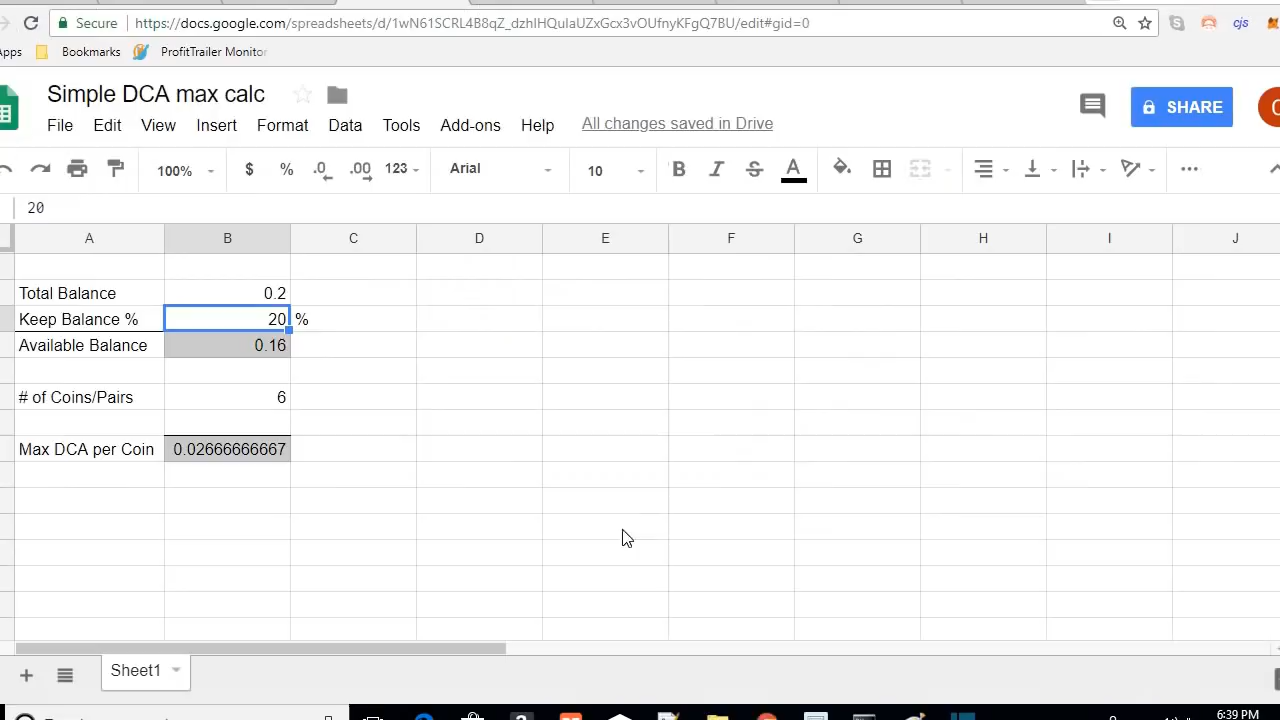 Secure https://docs.google.com/spreadsheets/d/1wN61SCRL4B8qZ_dzhIHQuIaUZxGcx3vOUfnyKFgQ7BU/edit#gid=0 cjs
Apps Bookmarks ProfitTrailer Monitor
Simple DCA max calc
SHARE
File Edit View Insert Format Data Tools Add-ons Help All changes saved in Drive
100% $ % .0 .00 123 Arial 10 B I S A
20
A B C D E F G H I J
Total Balance 0.2
Keep Balance % 20 %
Available Balance 0.16
# of Coins/Pairs 6
Max DCA per Coin 0.02666666667
Sheet1
6:39 PM